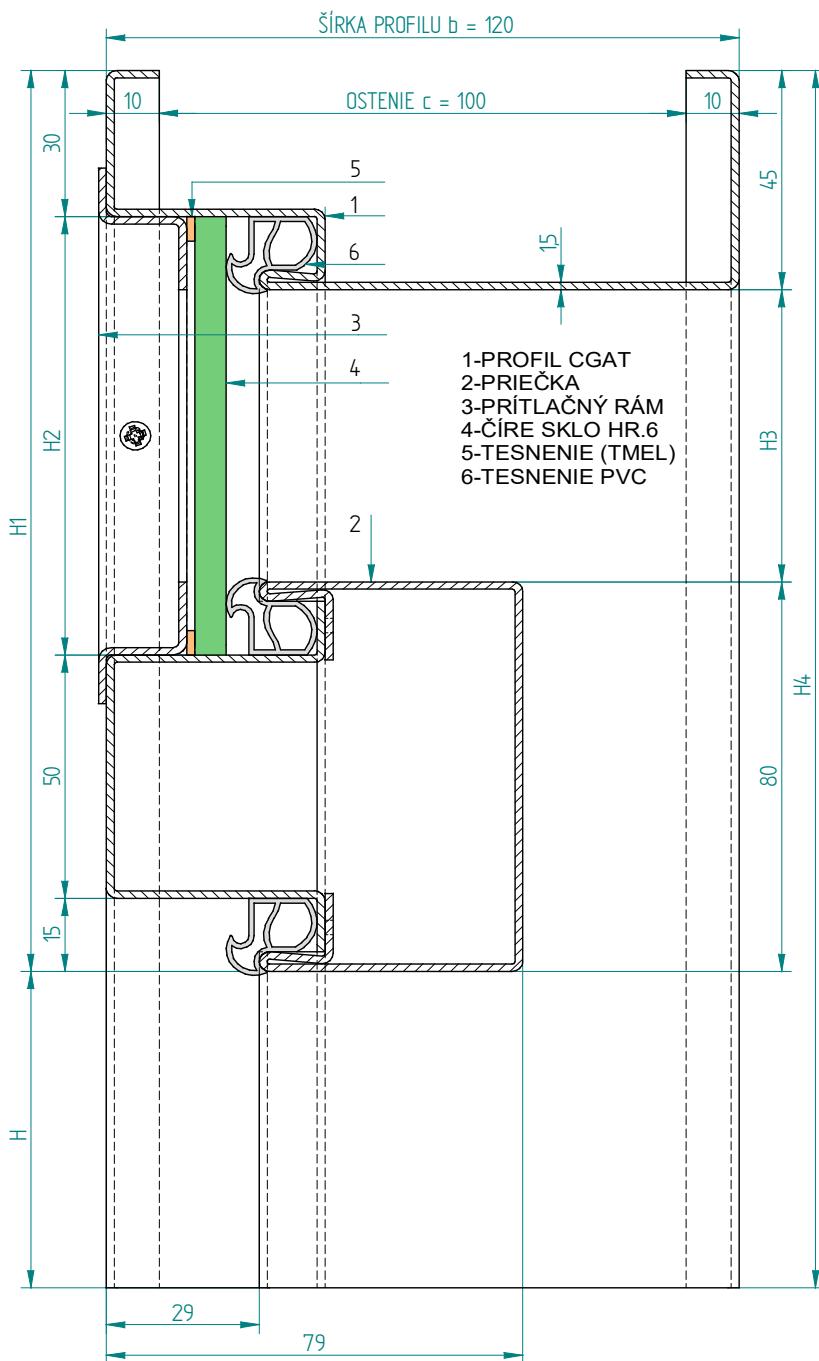 ŠÍRKA PROFILU b = 120
10
OSTENIE c = 100
10
30
45
5
1
1,5
6
3
4
1-PROFIL CGAT
2-PRIEČKA
3-PRÍTLAČNÝ RÁM
4-ČÍRE SKLO HR.6
5-TESNENIE (TMEL)
6-TESNENIE PVC
H2
H3
H1
2
H4
50
80
15
H
29
79